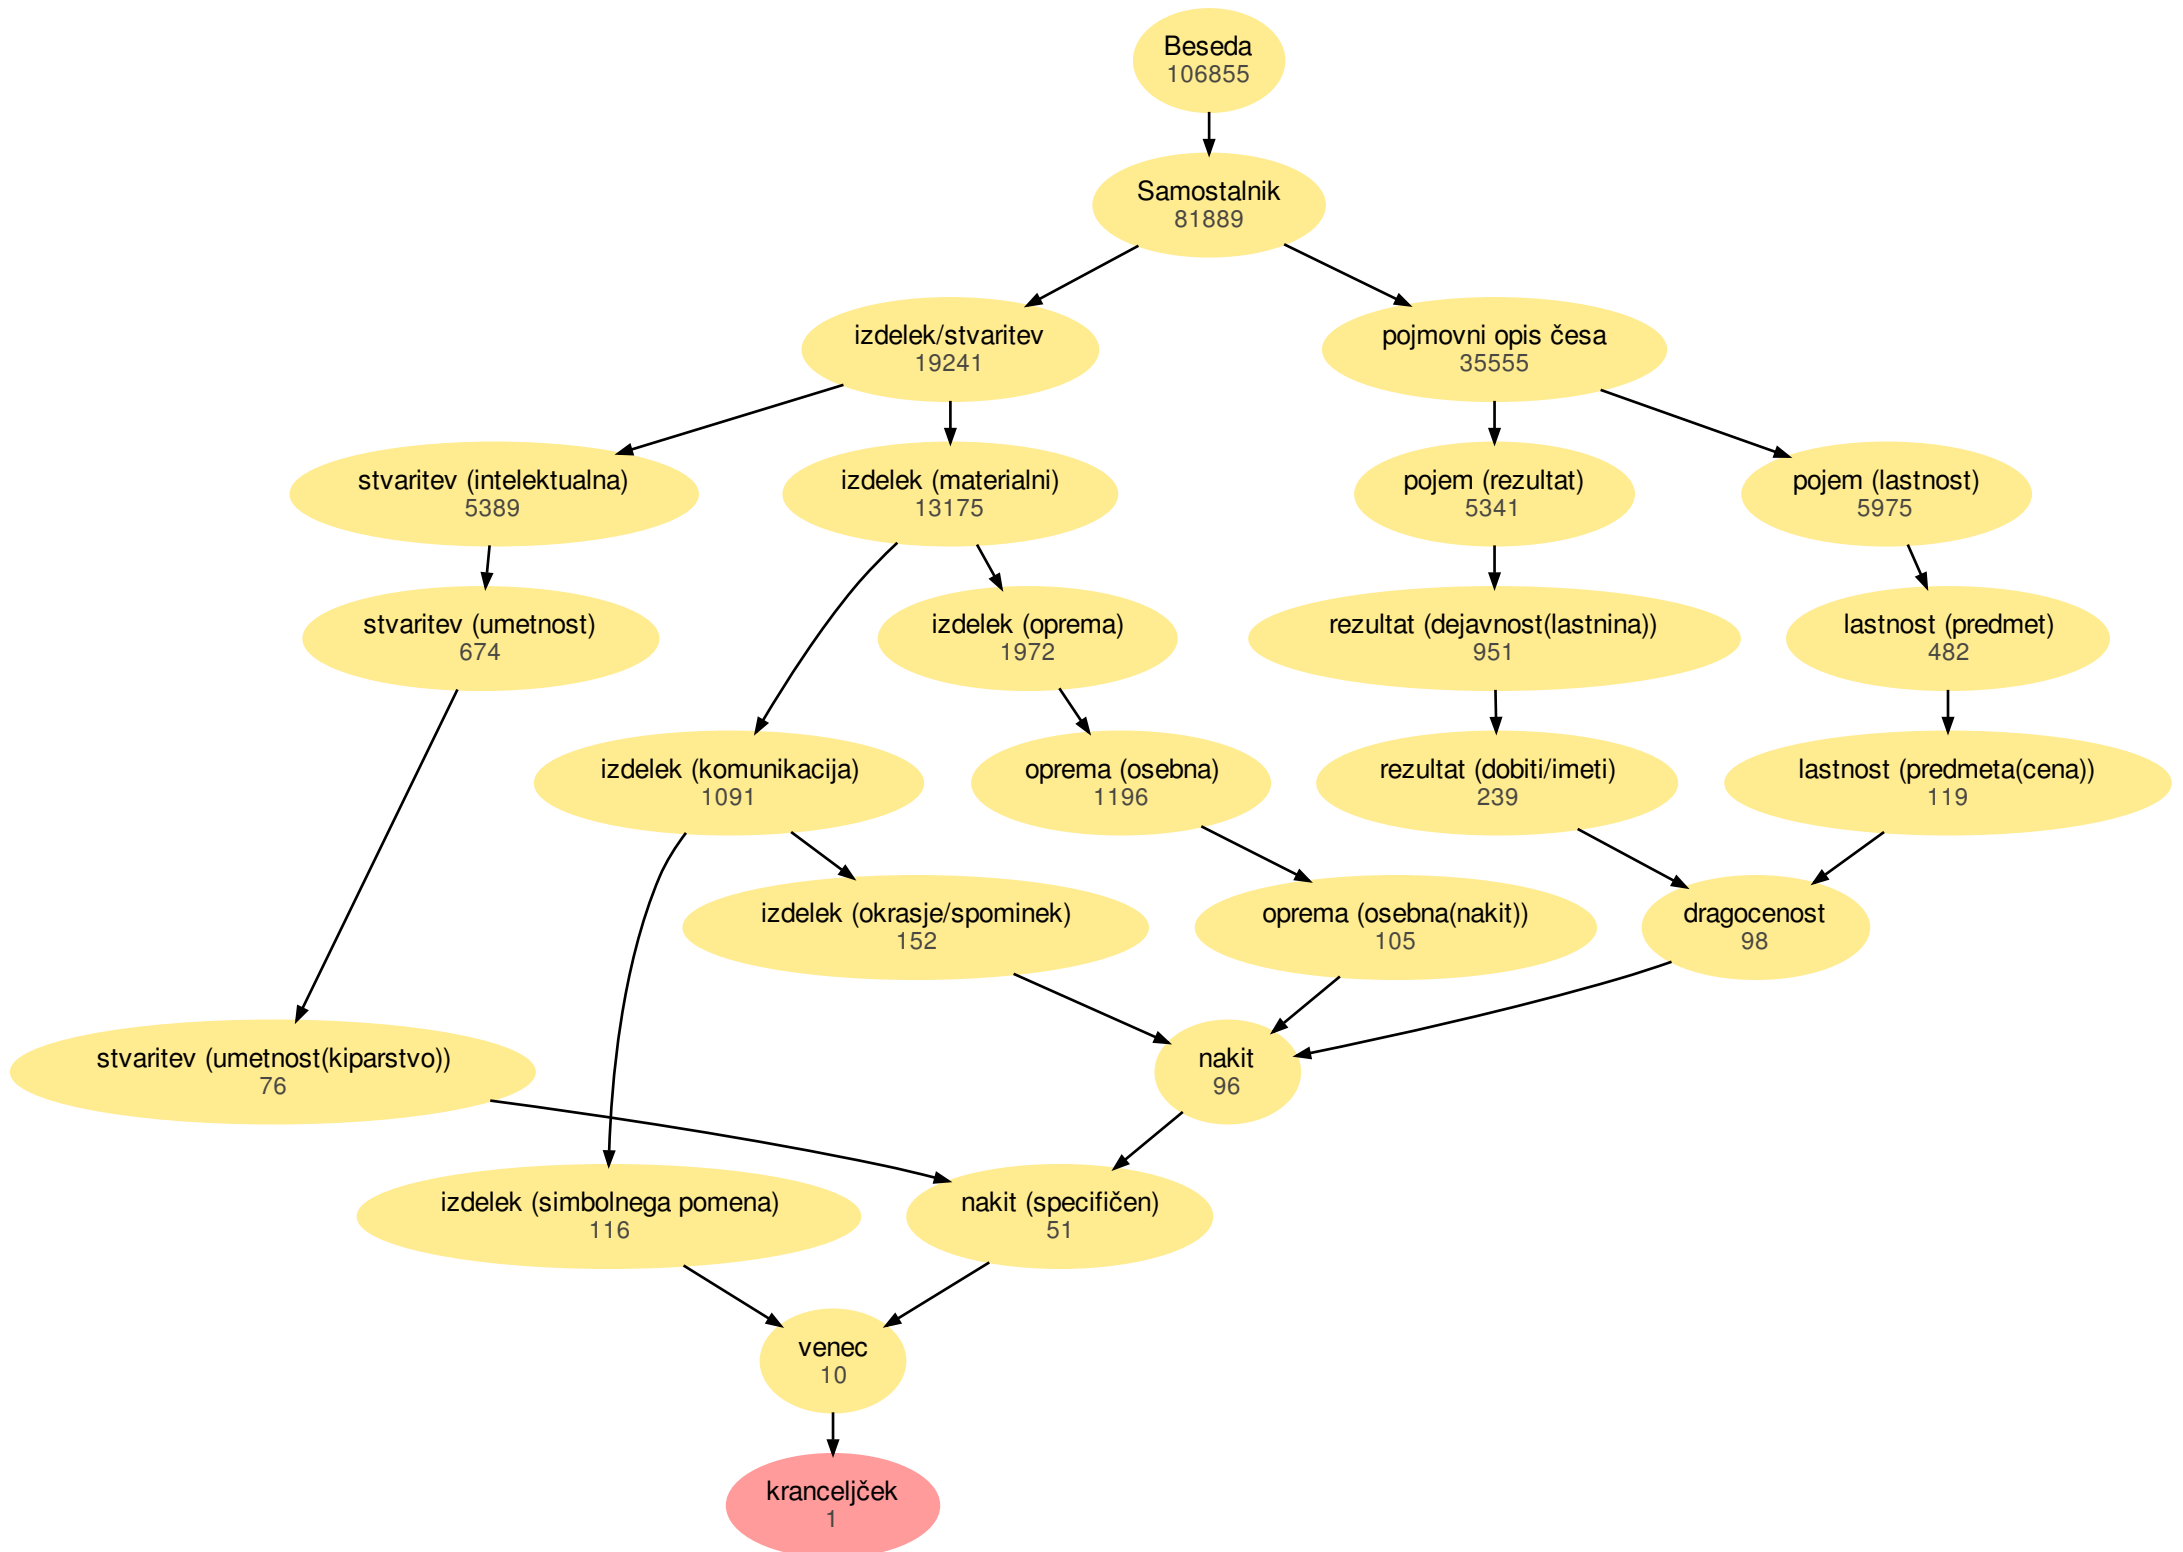 Beseda
106855
Samostalnik
81889
izdelek/stvaritev
19241
pojmovni opis česa
35555
stvaritev (intelektualna)
5389
izdelek (materialni)
13175
pojem (rezultat)
5341
pojem (lastnost)
5975
stvaritev (umetnost)
674
izdelek (oprema)
1972
rezultat (dejavnost(lastnina))
951
lastnost (predmet)
482
izdelek (komunikacija)
1091
oprema (osebna)
1196
rezultat (dobiti/imeti)
239
lastnost (predmeta(cena))
119
izdelek (okrasje/spominek)
152
oprema (osebna(nakit))
105
dragocenost
98
stvaritev (umetnost(kiparstvo))
76
nakit
96
izdelek (simbolnega pomena)
116
nakit (specifičen)
51
venec
10
kranceljček
1